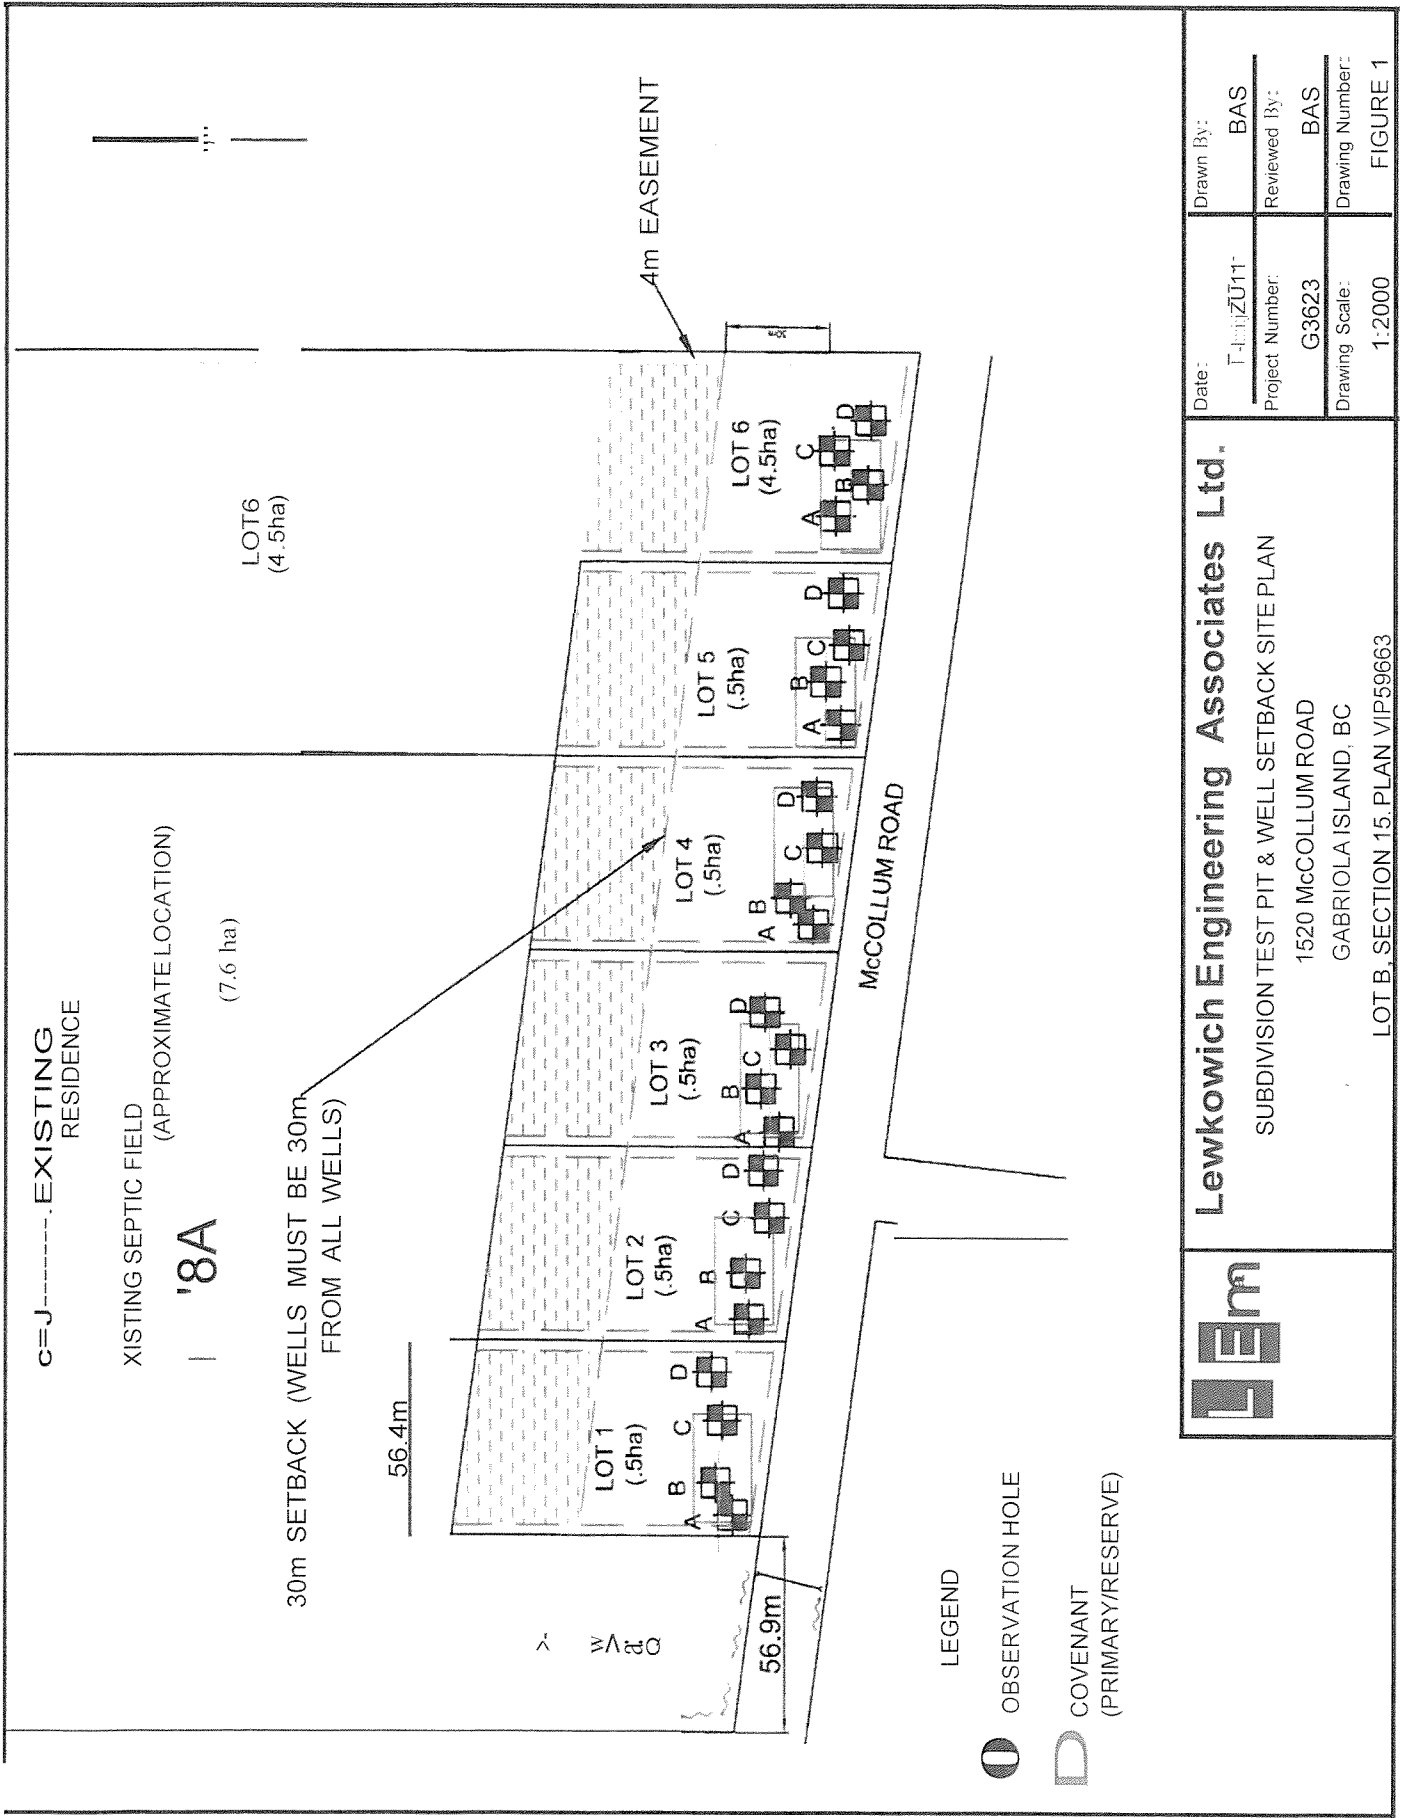 c=J--------. EXISTING
RESIDENCE
XISTING SEPTIC FIELD
(APPROXIMATE LOCATION)
'8A
(7.6 ha)
30m SETBACK (WELLS MUST BE 30m
FROM ALL WELLS)
LOT6
(4.5ha)
4m EASEMENT
56.4m
56.9m
30m
LOT 1
(.5ha)
A B C D
LOT 2
(.5ha)
A B C D
LOT 3
(.5ha)
A B C D
LOT 4
(.5ha)
A B C D
LOT 5
(.5ha)
A B C D
LOT 6
(4.5ha)
A B C D
McCOLLUM ROAD
LEGEND
OBSERVATION HOLE
COVENANT
(PRIMARY/RESERVE)
LEm
Lewkowich Engineering Associates Ltd.
SUBDIVISION TEST PIT & WELL SETBACK SITE PLAN
1520 McCOLLUM ROAD
GABRIOLA ISLAND, BC
LOT B, SECTION 15. PLAN VIP59663
Date:
Drawn By:
BAS
Project Number:
G3623
Reviewed By:
BAS
Drawing Scale:
1:2000
Drawing Number:
FIGURE 1